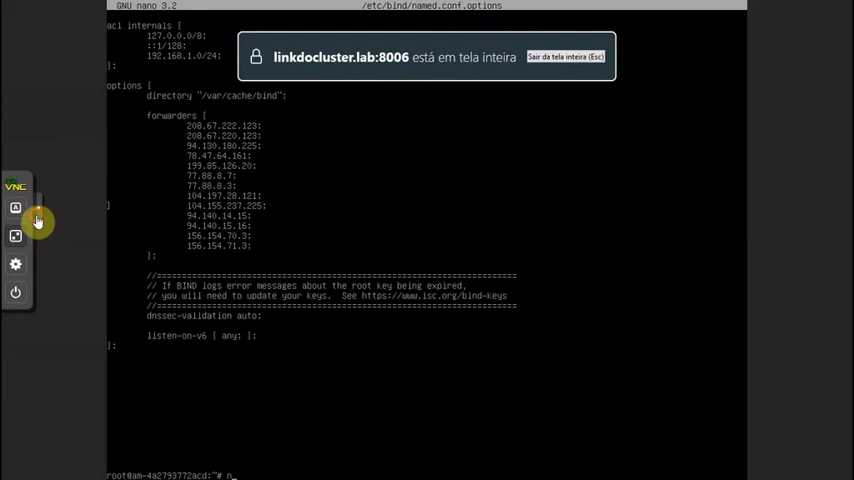 GNU nano 3.2 /etc/bind/named.conf.options
acl internals {
127.0.0.0/8;
::1/128;
192.168.1.0/24;
};
linkdocluster.lab:8006 está em tela inteira Sair da tela inteira (Esc)
options {
directory "/var/cache/bind";
forwarders {
208.67.222.123;
208.67.220.123;
94.130.180.225;
78.47.64.161;
199.85.126.20;
77.88.8.7;
77.88.8.3;
104.197.28.121;
]
104.155.237.225;
94.140.14.15;
94.140.15.16;
156.154.70.3;
156.154.71.3;
};
//========================================================================
// If BIND logs error messages about the root key being expired,
// you will need to update your keys. See https://www.isc.org/bind-keys
//========================================================================
dnssec-validation auto;
listen-on-v6 { any; };
};
root@am-4a2793772acd:~# n_
no
VNC
A